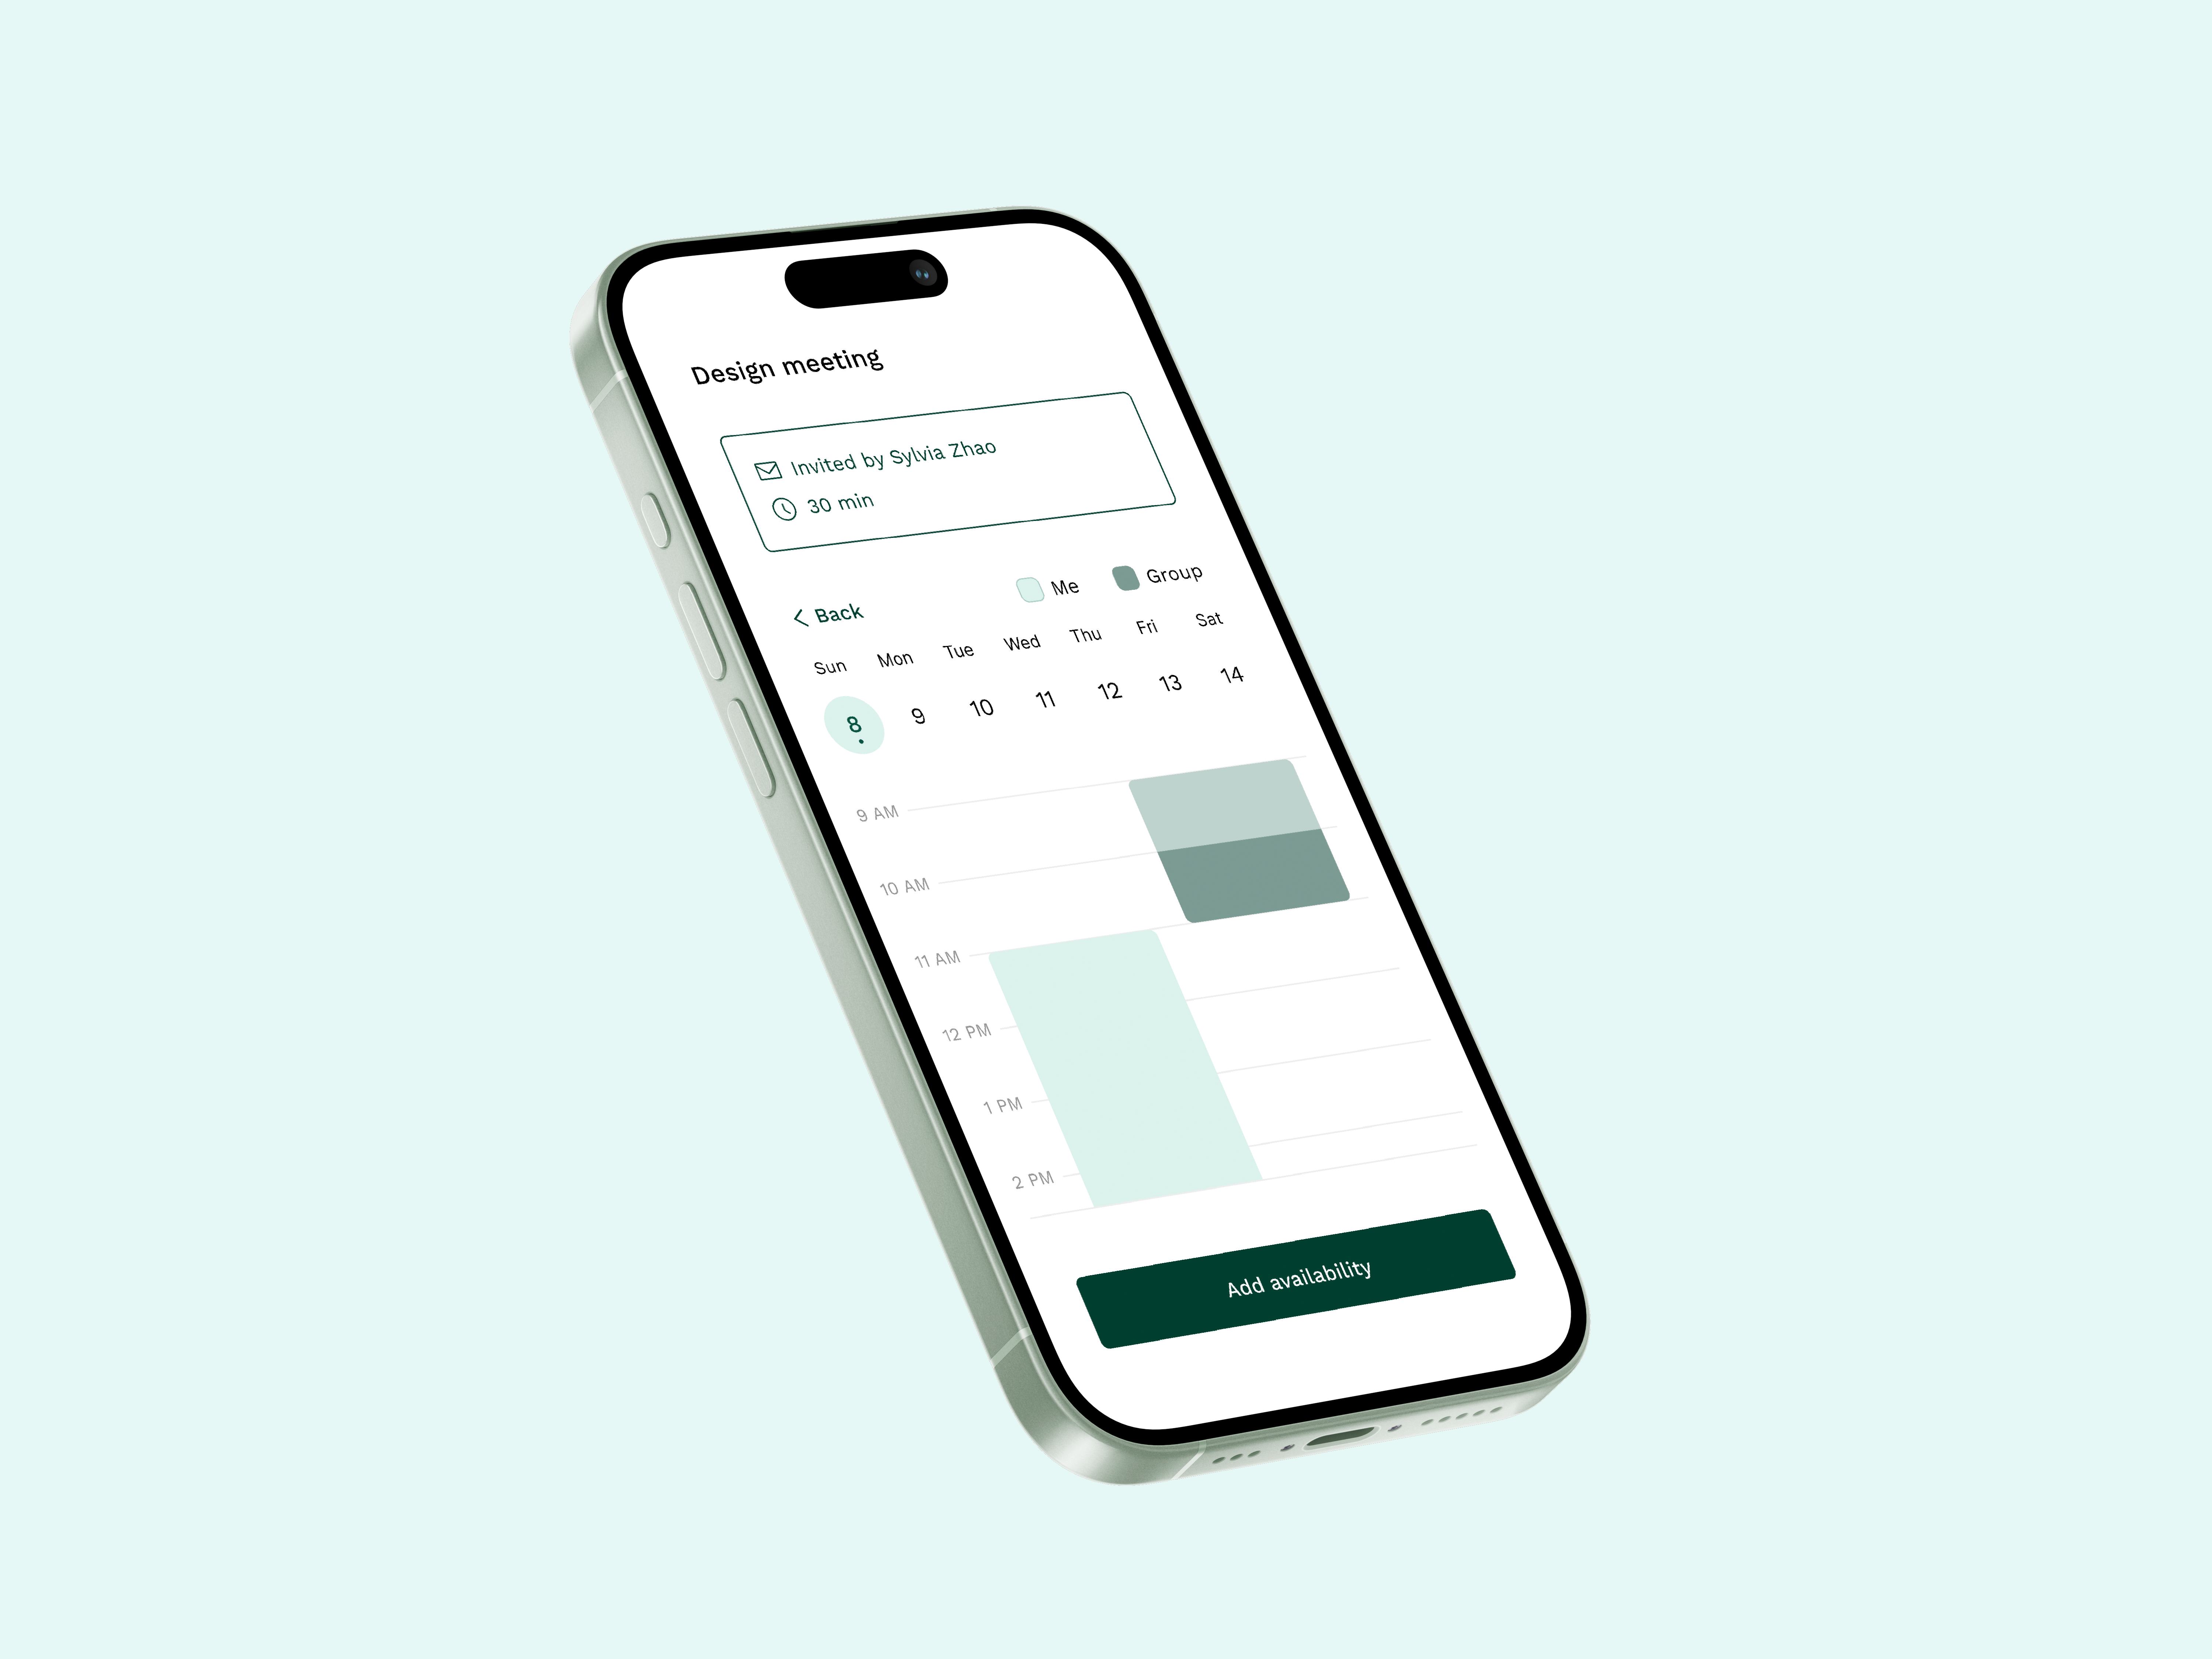 Design meeting
Invited by Sylvia Zhao
30 min
Back
Me Group
Sun Mon Tue Wed Thu Fri Sat
8 9 10 11 12 13 14
9 AM
10 AM
11 AM
12 PM
1 PM
2 PM
Add availability